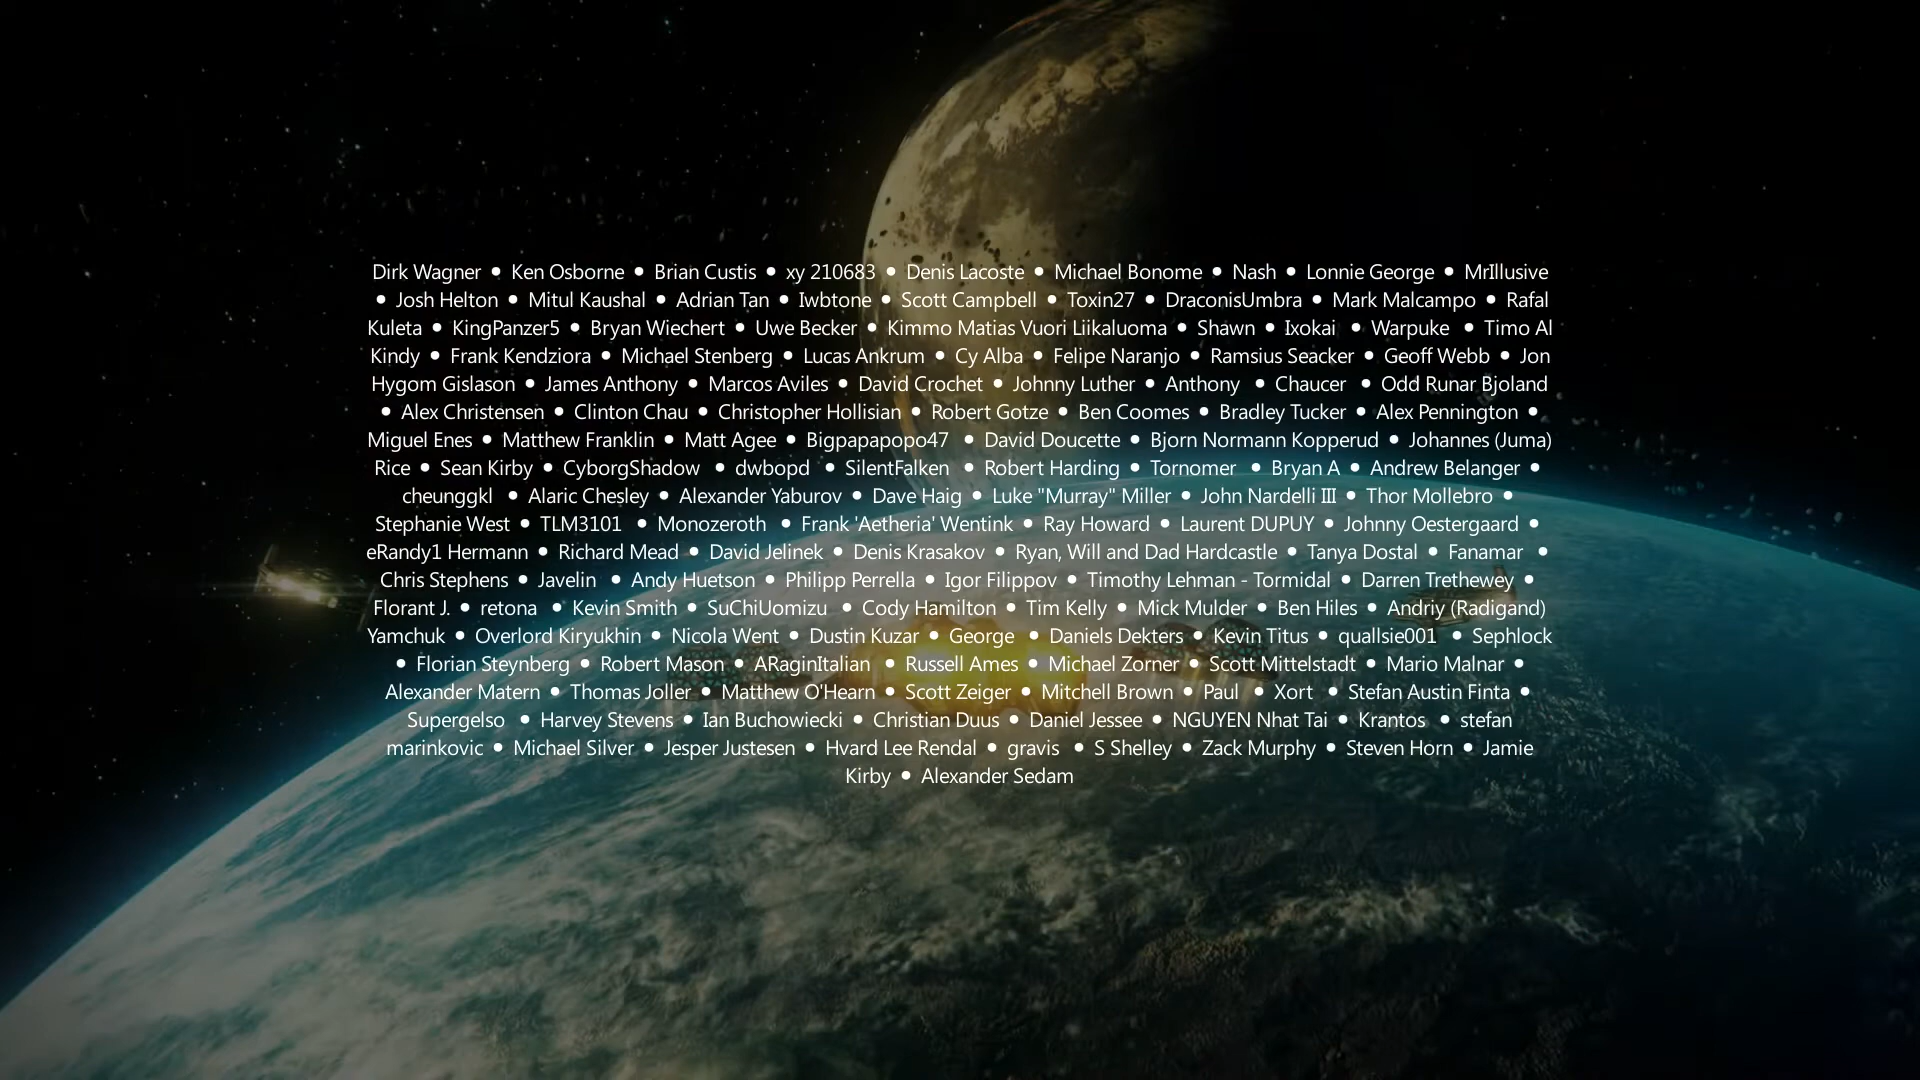 Dirk Wagner • Ken Osborne • Brian Custis • xy 210683 • Denis Lacoste • Michael Bonome • Nash • Lonnie George • MrIllusive
• Josh Helton • Mitul Kaushal • Adrian Tan • Iwbtone • Scott Campbell • Toxin27 • DraconisUmbra • Mark Malcampo • Rafal
Kuleta • KingPanzer5 • Bryan Wiechert • Uwe Becker • Kimmo Matias Vuori Liikaluoma • Shawn • Ixokai • Warpuke • Timo Al
Kindy • Frank Kendziora • Michael Stenberg • Lucas Ankrum • Cy Alba • Felipe Naranjo • Ramsius Seacker • Geoff Webb • Jon
Hygom Gislason • James Anthony • Marcos Aviles • David Crochet • Johnny Luther • Anthony • Chaucer • Odd Runar Bjoland
• Alex Christensen • Clinton Chau • Christopher Hollisian • Robert Gotze • Ben Coomes • Bradley Tucker • Alex Pennington •
Miguel Enes • Matthew Franklin • Matt Agee • Bigpapapopo47 • David Doucette • Bjorn Normann Kopperud • Johannes (Juma)
Rice • Sean Kirby • CyborgShadow • dwbopd • SilentFalken • Robert Harding • Tornomer • Bryan A • Andrew Belanger •
cheunggkl • Alaric Chesley • Alexander Yaburov • Dave Haig • Luke "Murray" Miller • John Nardelli III • Thor Mollebro •
Stephanie West • TLM3101 • Monozeroth • Frank 'Aetheria' Wentink • Ray Howard • Laurent DUPUY • Johnny Oestergaard •
eRandy1 Hermann • Richard Mead • David Jelinek • Denis Krasakov • Ryan, Will and Dad Hardcastle • Tanya Dostal • Fanamar •
Chris Stephens • Javelin • Andy Huetson • Philipp Perrella • Igor Filippov • Timothy Lehman - Tormidal • Darren Trethewey •
Florant J. • retona • Kevin Smith • SuChiUomizu • Cody Hamilton • Tim Kelly • Mick Mulder • Ben Hiles • Andriy (Radigand)
Yamchuk • Overlord Kiryukhin • Nicola Went • Dustin Kuzar • George • Daniels Dekters • Kevin Titus • quallsie001 • Sephlock
• Florian Steynberg • Robert Mason • ARaginItalian • Russell Ames • Michael Zorner • Scott Mittelstadt • Mario Malnar •
Alexander Matern • Thomas Joller • Matthew O'Hearn • Scott Zeiger • Mitchell Brown • Paul • Xort • Stefan Austin Finta •
Supergelso • Harvey Stevens • Ian Buchowiecki • Christian Duus • Daniel Jessee • NGUYEN Nhat Tai • Krantos • stefan
marinkovic • Michael Silver • Jesper Justesen • Hvard Lee Rendal • gravis • S Shelley • Zack Murphy • Steven Horn • Jamie
Kirby • Alexander Sedam